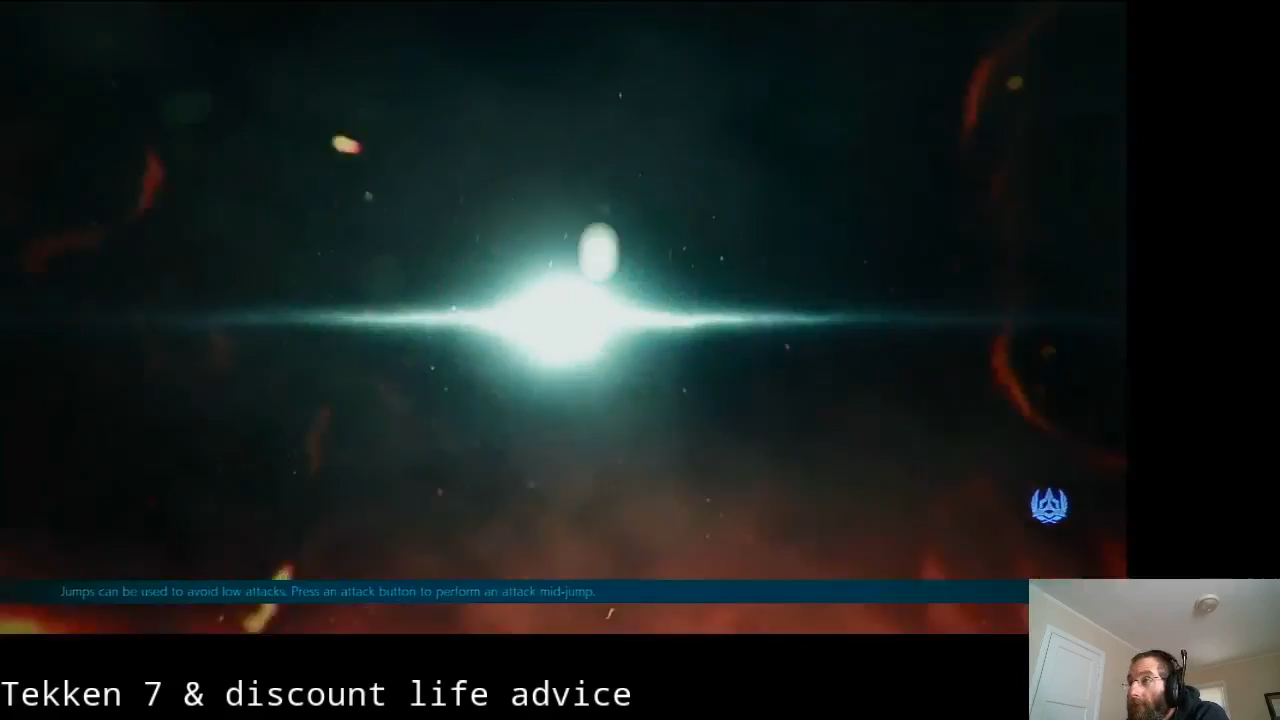 Jumps can be used to avoid low attacks. Press an attack button to perform an attack mid-jump.
Tekken 7 & discount life advice